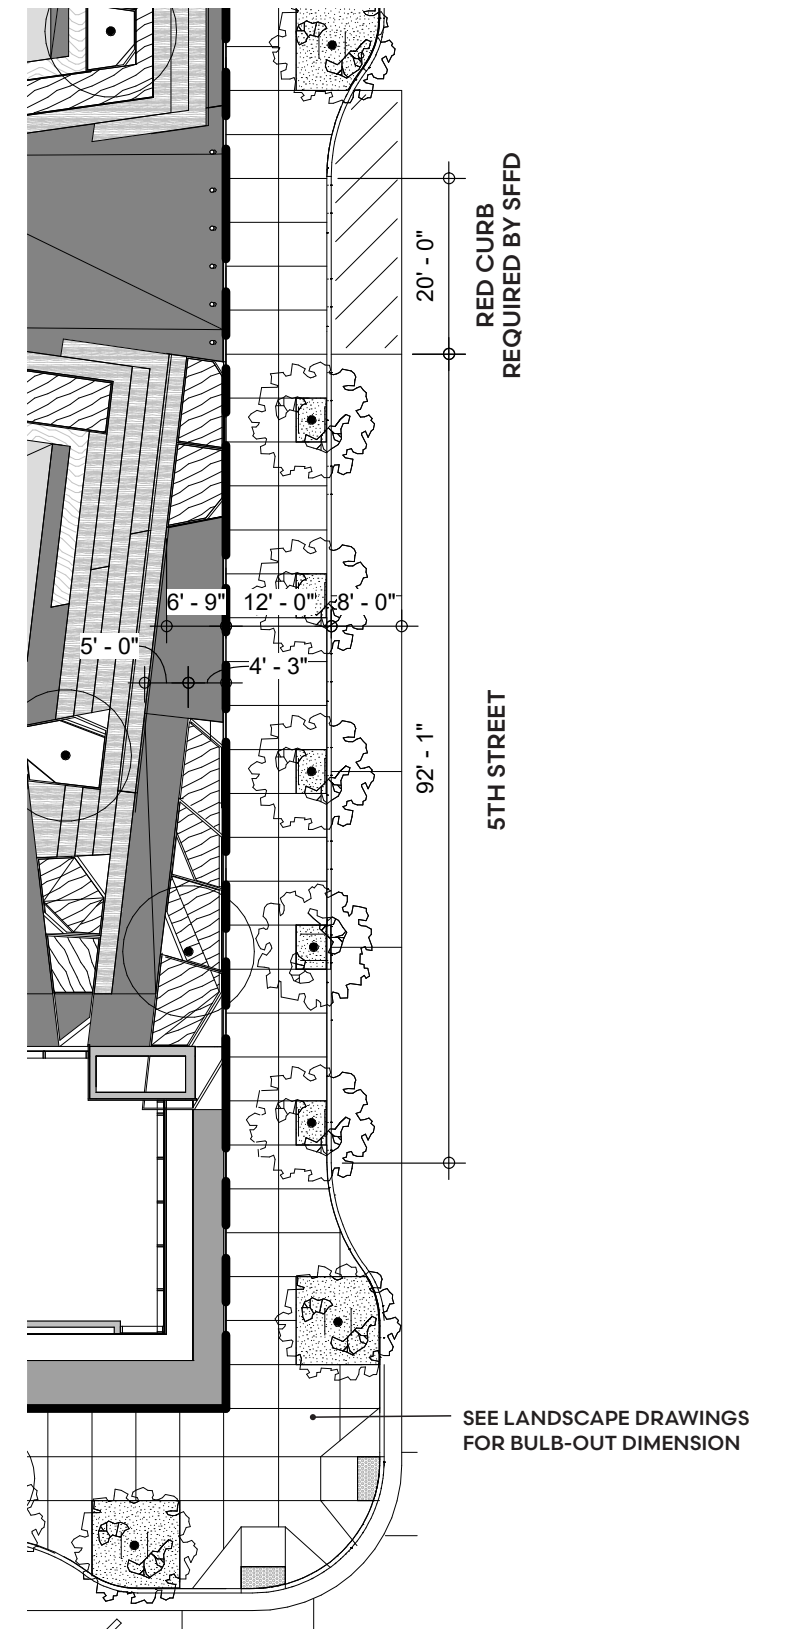 RED CURB
REQUIRED BY SFFD
20' - 0"
6' - 9"
12' - 0"
8' - 0"
5' - 0"
4' - 3"
92' - 1"
5TH STREET
SEE LANDSCAPE DRAWINGS
FOR BULB-OUT DIMENSION